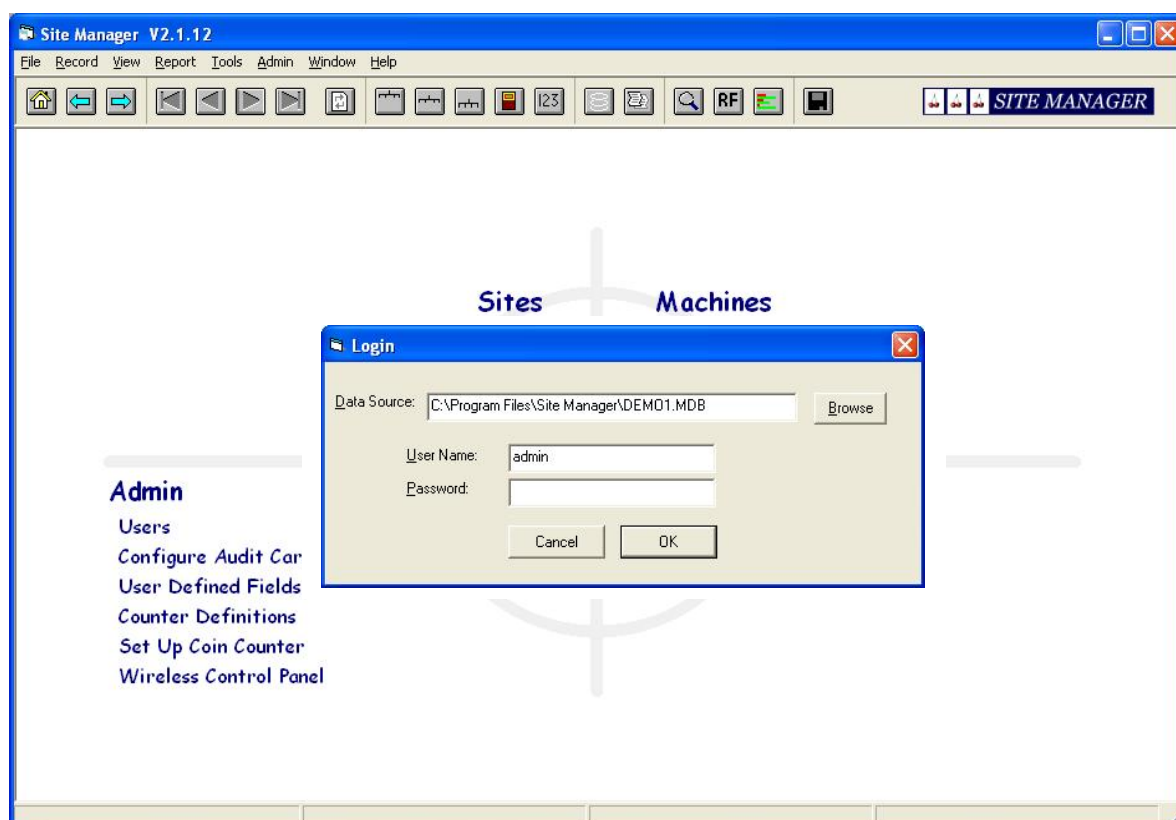 Site Manager V2.1.12
File Record View Report Tools Admin Window Help
123 RF SITE MANAGER
Sites Machines
Login
Data Source: C:\Program Files\Site Manager\DEMO1.MDB Browse
User Name: admin
Password:
Cancel OK
Admin
Users
Configure Audit Car
User Defined Fields
Counter Definitions
Set Up Coin Counter
Wireless Control Panel